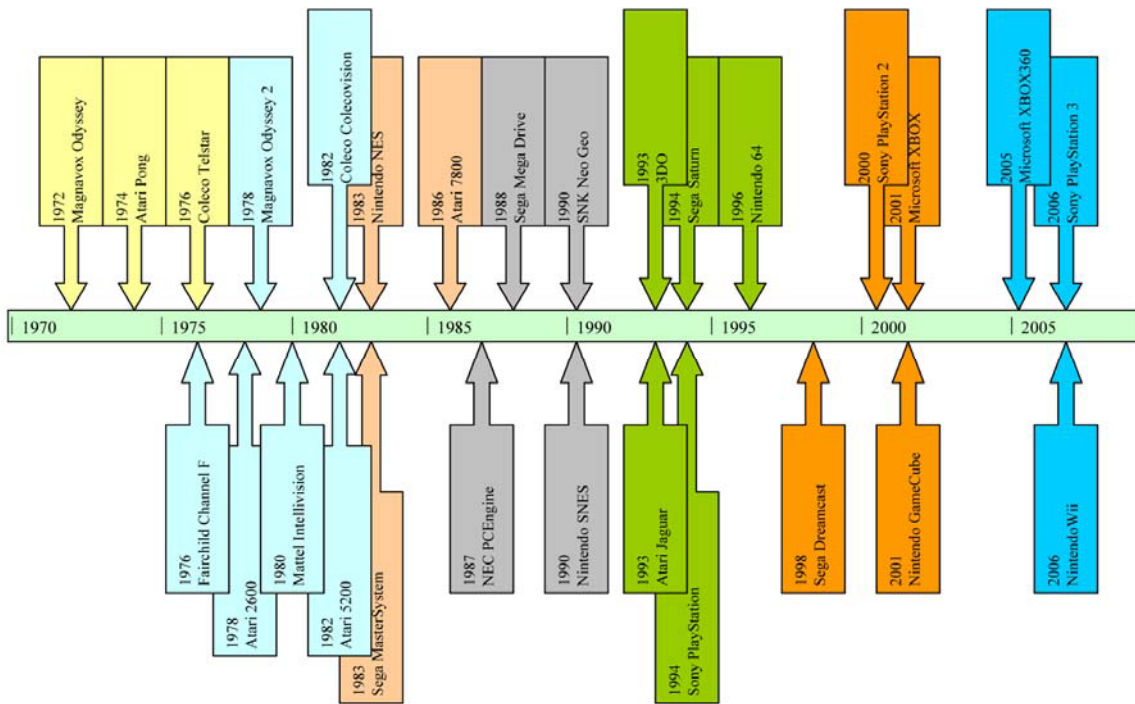 1972
Magnavox Odyssey
1974
Atari Pong
1976
Coleco Telstar
1978
Magnavox Odyssey 2
1982
Coleco Colecovision
1983
Nintendo NES
1986
Atari 7800
1988
Sega Mega Drive
1990
SNK Neo Geo
1993
3DO
1994
Sega Saturn
1996
Nintendo 64
2000
Sony PlayStation 2
2001
Microsoft XBOX
2005
Microsoft XBOX360
2006
Sony PlayStation 3
1970
1975
1980
1985
1990
1995
2000
2005
1976
Fairchild Channel F
1978
Atari 2600
1980
Mattel Intellivision
1982
Atari 5200
1983
Sega MasterSystem
1987
NEC PCEngine
1990
Nintendo SNES
1993
Atari Jaguar
1994
Sony PlayStation
1998
Sega Dreamcast
2001
Nintendo GameCube
2006
NintendoWii